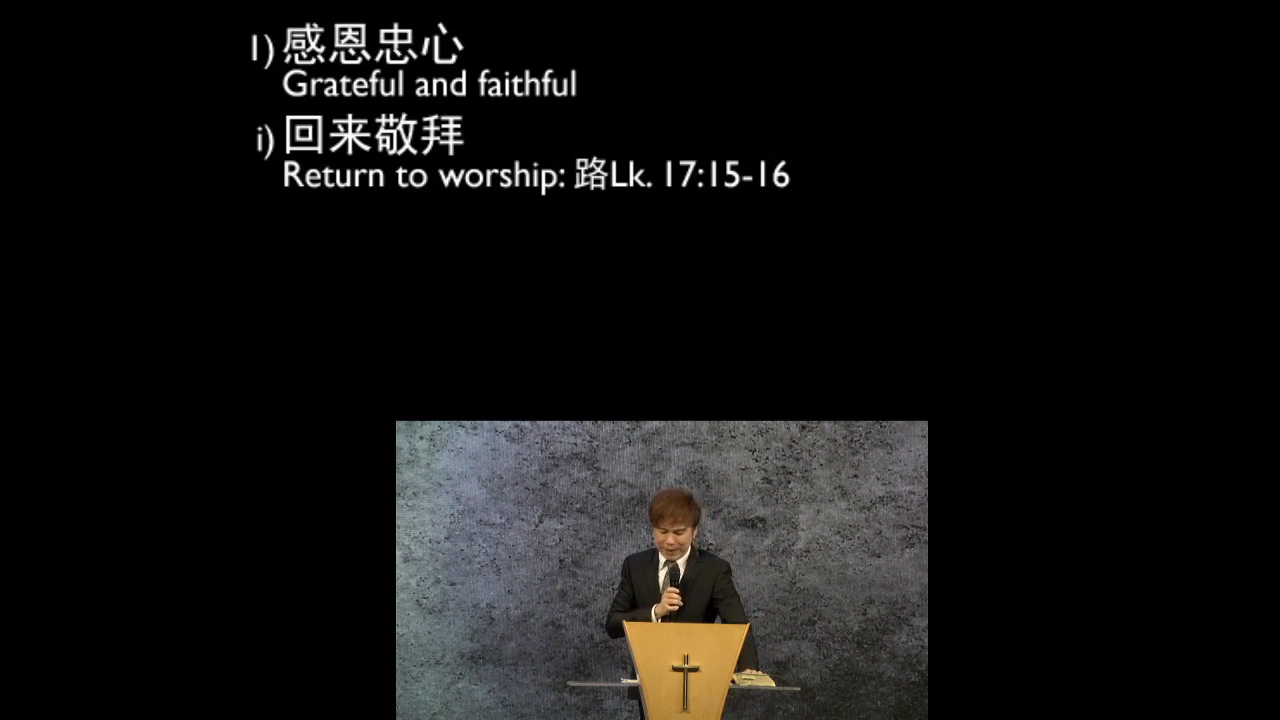 1) 感恩忠心
Grateful and faithful
i) 回来敬拜
Return to worship: 路Lk. 17:15-16